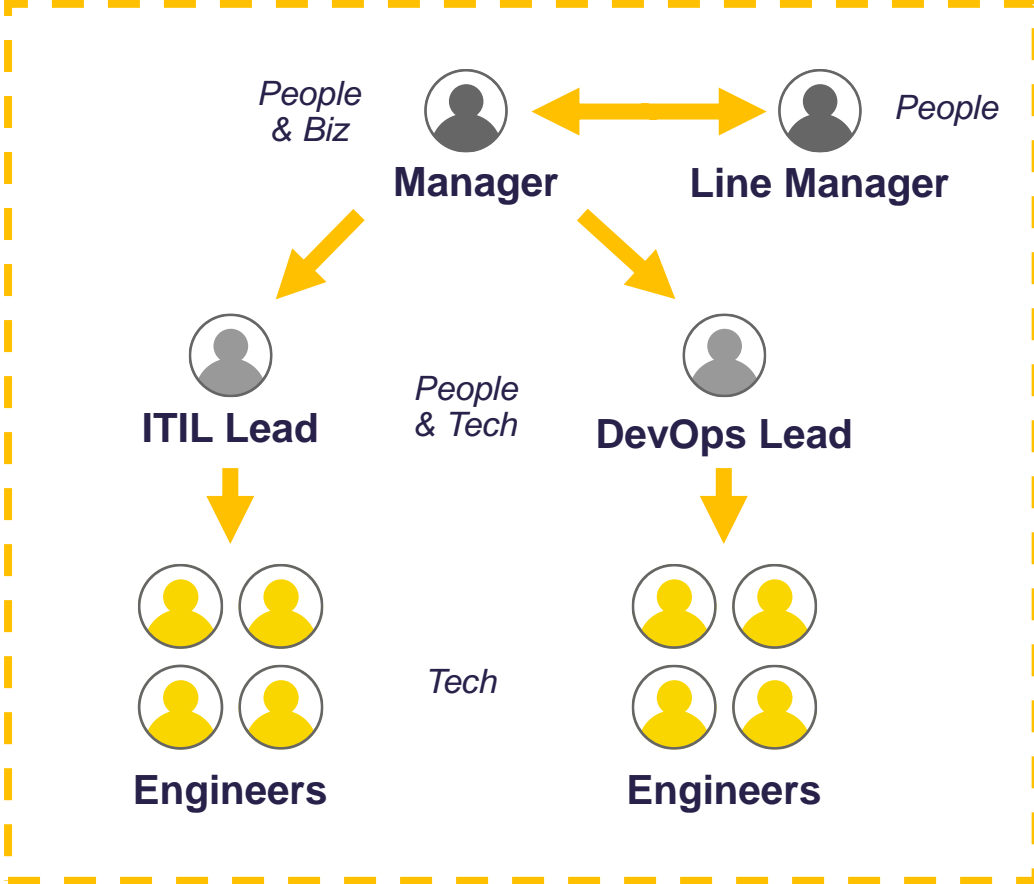 People
& Biz
People
Manager
Line Manager
People
& Tech
ITIL Lead
DevOps Lead
Tech
Engineers
Engineers